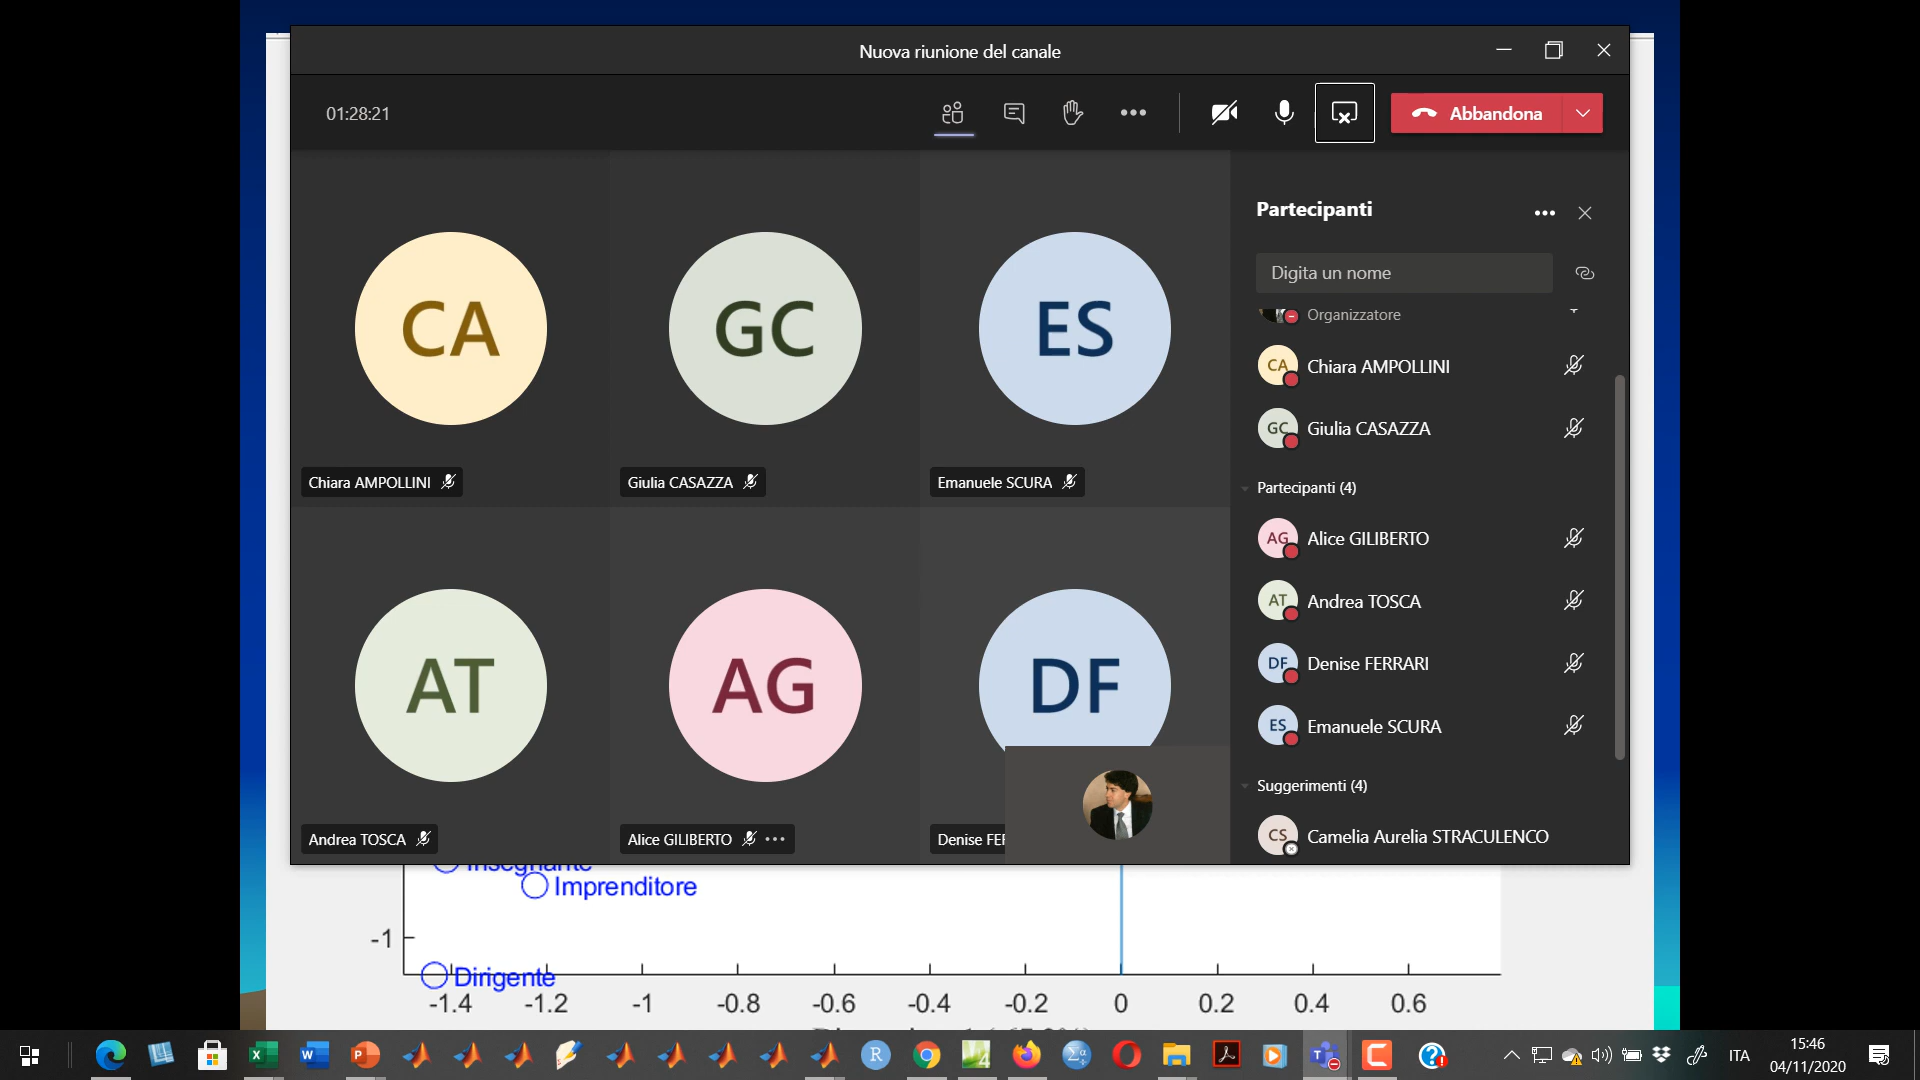 Nuova riunione del canale
01:28:21
Abbandona
CA
GC
ES
Chiara AMPOLLINI
Giulia CASAZZA
Emanuele SCURA
AT
AG
DF
Andrea TOSCA
Alice GILIBERTO
Denise FER
Partecipanti
Digita un nome
Organizzatore
CA Chiara AMPOLLINI
GC Giulia CASAZZA
Partecipanti (4)
AG Alice GILIBERTO
AT Andrea TOSCA
DF Denise FERRARI
ES Emanuele SCURA
Suggerimenti (4)
CS Camelia Aurelia STRACULENCO
Insegnante
Imprenditore
-1
Dirigente
-1.4 -1.2 -1 -0.8 -0.6 -0.4 -0.2 0 0.2 0.4 0.6
ITA
15:46
04/11/2020